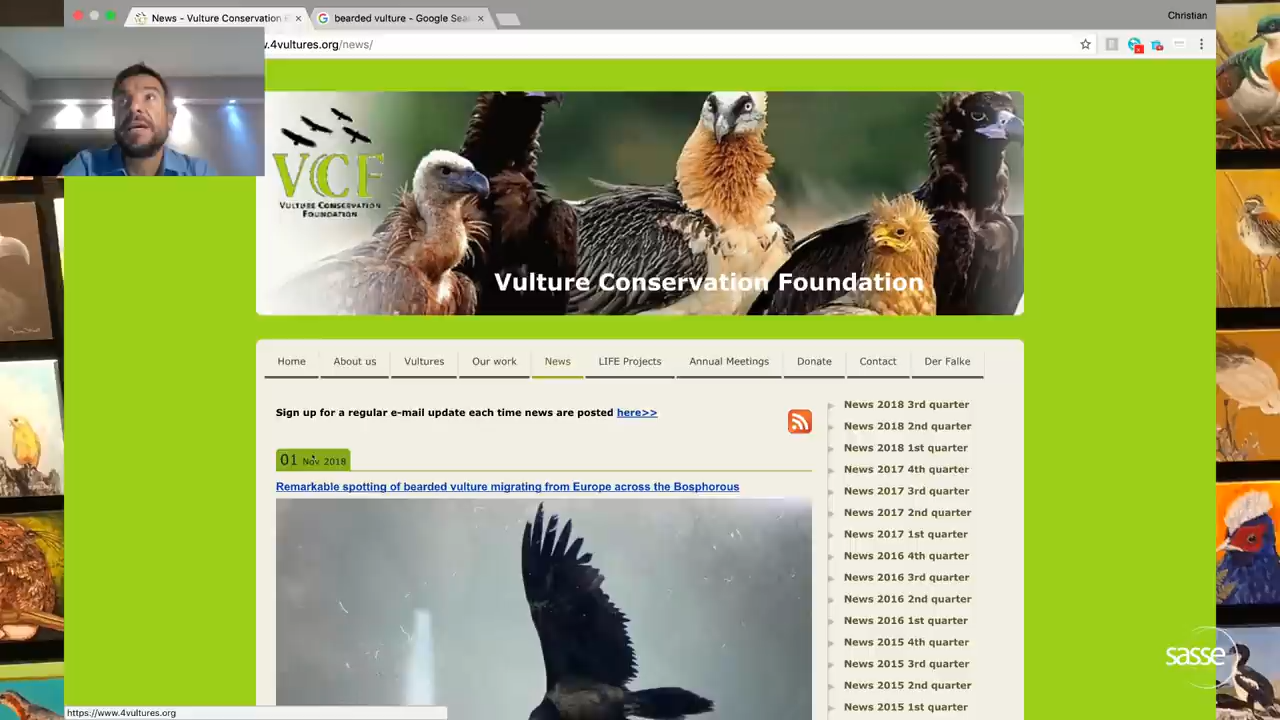 News - Vulture Conservation
bearded vulture - Google Sea
Christian
4vultures.org/news/
VCF
VULTURE CONSERVATION
FOUNDATION
Vulture Conservation Foundation
Home
About us
Vultures
Our work
News
LIFE Projects
Annual Meetings
Donate
Contact
Der Falke
Sign up for a regular e-mail update each time news are posted here>>
01 Nov 2018
Remarkable spotting of bearded vulture migrating from Europe across the Bosphorous
News 2018 3rd quarter
News 2018 2nd quarter
News 2018 1st quarter
News 2017 4th quarter
News 2017 3rd quarter
News 2017 2nd quarter
News 2017 1st quarter
News 2016 4th quarter
News 2016 3rd quarter
News 2016 2nd quarter
News 2016 1st quarter
News 2015 4th quarter
News 2015 3rd quarter
News 2015 2nd quarter
News 2015 1st quarter
sasse
https://www.4vultures.org